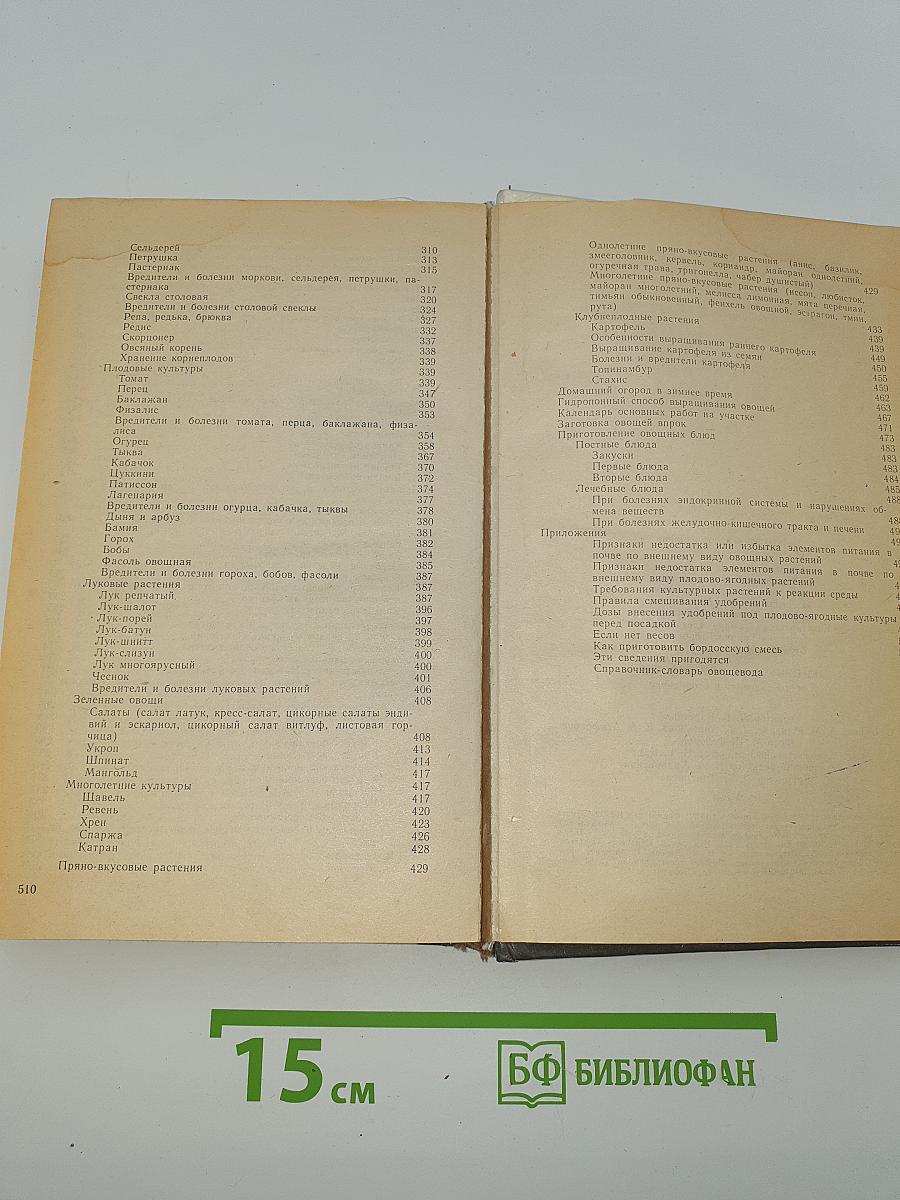 Сельдерей 310
Петрушка 313
Пастернак 315
Вредители и болезни моркови, сельдерея, петрушки, па-
стернака 317
Свекла столовая 320
Вредители и болезни столовой свеклы 324
Репа, редька, брюква 327
Редис 332
Скорцонер 337
Овсяный корень 338
Хранение корнеплодов 339
Плодовые культуры 339
Томат 339
Перец 347
Баклажан 350
Физалис 353
Вредители и болезни томата, перца, баклажана, физа-
лиса 354
Огурец 358
Тыква 367
Кабачок 370
Цуккини 372
Патиссон 374
Лагенария 377
Вредители и болезни огурца, кабачка, тыквы 378
Дыня и арбуз 380
Бамия 381
Горох 382
Бобы 384
Фасоль овощная 385
Вредители и болезни гороха, бобов, фасоли 387
Луковые растения 387
Лук репчатый 387
Лук-шалот 396
Лук-порей 397
Лук-батун 398
Лук-шнитт 399
Лук-слизун 400
Лук многоярусный 400
Чеснок 401
Вредители и болезни луковых растений 406
Зеленные овощи 408
Салаты (салат латук, кресс-салат, цикорные салаты энди-
вий и эскариол, цикорный салат витлуф, листовая гор-
чица) 408
Укроп 413
Шпинат 414
Мангольд 417
Многолетние культуры 417
Щавель 417
Ревень 420
Хрен 423
Спаржа 426
Катран 428
Пряно-вкусовые растения 429
510
Однолетние пряно-вкусовые растения (анис, базилик,
змееголовник, кервель, кориандр, майоран однолетний,
огуречная трава, тригонелла, чабер душистый) 429
Многолетние пряно-вкусовые растения (иссоп, любисток,
майоран многолетний, мелисса лимонная, мята перечная,
тимьян обыкновенный, фенхель овощной, эстрагон, тмин,
рута) 433
Клубнеплодные растения 439
Картофель 439
Особенности выращивания раннего картофеля 449
Выращивание картофеля из семян 450
Болезни и вредители картофеля 455
Топинамбур 459
Стахис 462
Домашний огород в зимнее время 463
Гидропонный способ выращивания овощей 467
Календарь основных работ на участке 471
Заготовка овощей впрок 473
Приготовление овощных блюд 483
Постные блюда 483
Закуски 483
Первые блюда 484
Вторые блюда 485
Лечебные блюда 488
При болезнях эндокринной системы и нарушениях об-
мена веществ
При болезнях желудочно-кишечного тракта и печени
Приложения
Признаки недостатка или избытка элементов питания в
почве по внешнему виду овощных растений
Признаки недостатка элементов питания в почве по
внешнему виду плодово-ягодных растений
Требования культурных растений к реакции среды
Правила смешивания удобрений
Дозы внесения удобрений под плодово-ягодные культуры
перед посадкой
Если нет весов
Как приготовить бордосскую смесь
Эти сведения пригодятся
Справочник-словарь овощевода
15 см
БФ БИБЛИОФАН